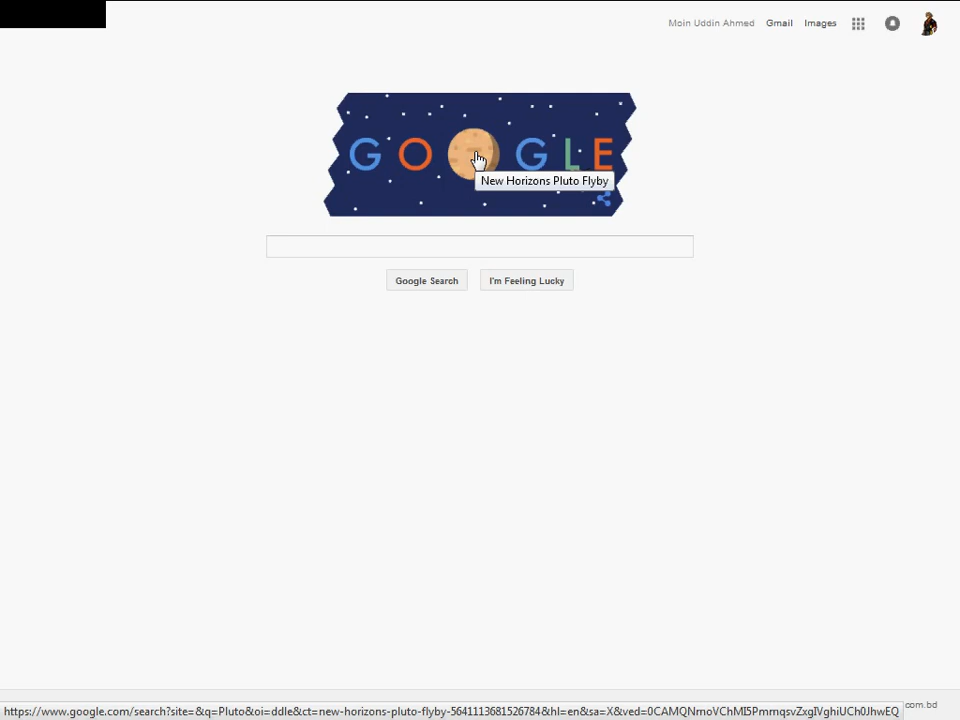 Moin Uddin Ahmed Gmail Images
GOOGLE
New Horizons Pluto Flyby
Google Search I'm Feeling Lucky
https://www.google.com/search?site=&q=Pluto&oi=ddle&ct=new-horizons-pluto-flyby-5641113681526784&hl=en&sa=X&ved=0CAMQNmoVChMI5PmrnqsvZxgIVghiUCh0JhwEQ com.bd